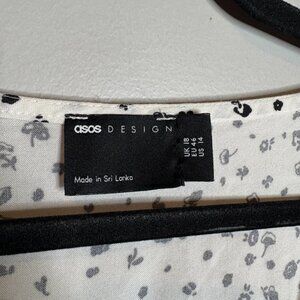 asos DESIGN
Made in Sri Lanka
UK 18
EU 46
US 14